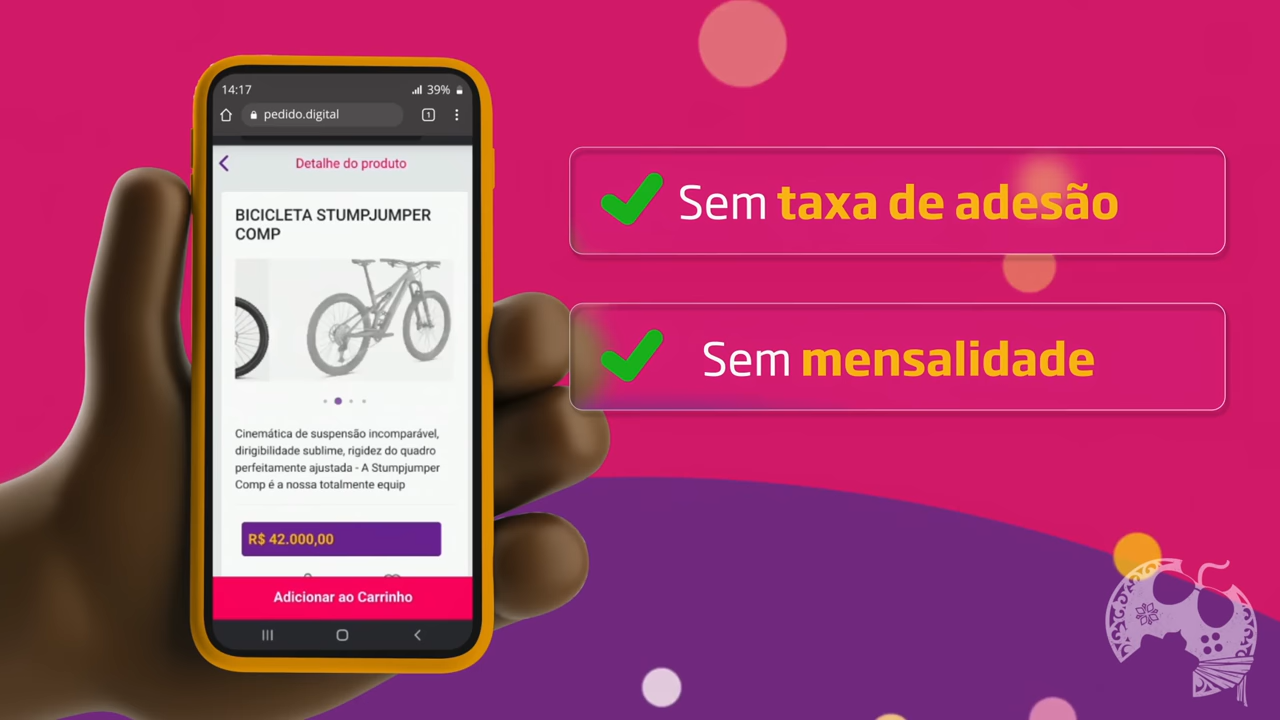 14:17
39%
pedido.digital
1
Detalhe do produto
BICICLETA STUMPJUMPER
COMP
Cinemática de suspensão incomparável,
dirigibilidade sublime, rigidez do quadro
perfeitamente ajustada - A Stumpjumper
Comp é a nossa totalmente equip
R$ 42.000,00
Adicionar ao Carrinho
Sem taxa de adesão
Sem mensalidade